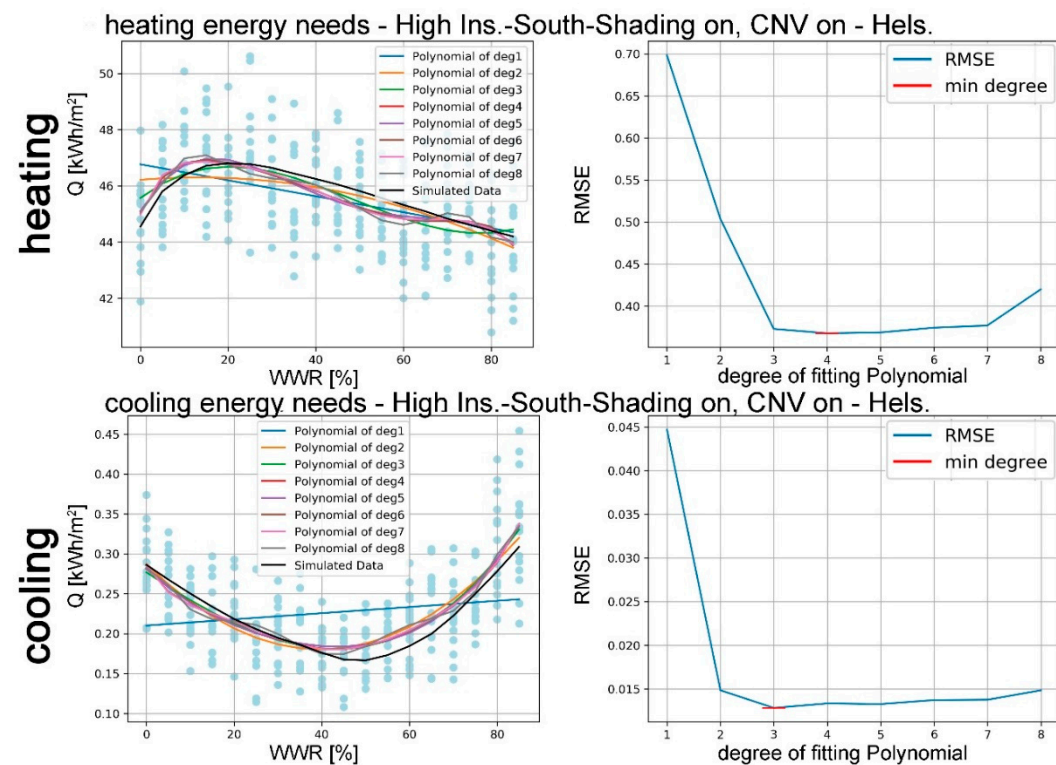 heating energy needs - High Ins.-South-Shading on, CNV on - Hels.
heating
Q [kWh/m²]
50
48
46
44
42
Polynomial of deg1
Polynomial of deg2
Polynomial of deg3
Polynomial of deg4
Polynomial of deg5
Polynomial of deg6
Polynomial of deg7
Polynomial of deg8
Simulated Data
0
20
40
60
80
WWR [%]
RMSE
0.70
0.65
0.60
0.55
0.50
0.45
0.40
RMSE
min degree
1
2
3
4
5
6
7
8
degree of fitting Polynomial
cooling energy needs - High Ins.-South-Shading on, CNV on - Hels.
cooling
Q [kWh/m²]
0.45
0.40
0.35
0.30
0.25
0.20
0.15
0.10
Polynomial of deg1
Polynomial of deg2
Polynomial of deg3
Polynomial of deg4
Polynomial of deg5
Polynomial of deg6
Polynomial of deg7
Polynomial of deg8
Simulated Data
0
20
40
60
80
WWR [%]
RMSE
0.045
0.040
0.035
0.030
0.025
0.020
0.015
RMSE
min degree
1
2
3
4
5
6
7
8
degree of fitting Polynomial